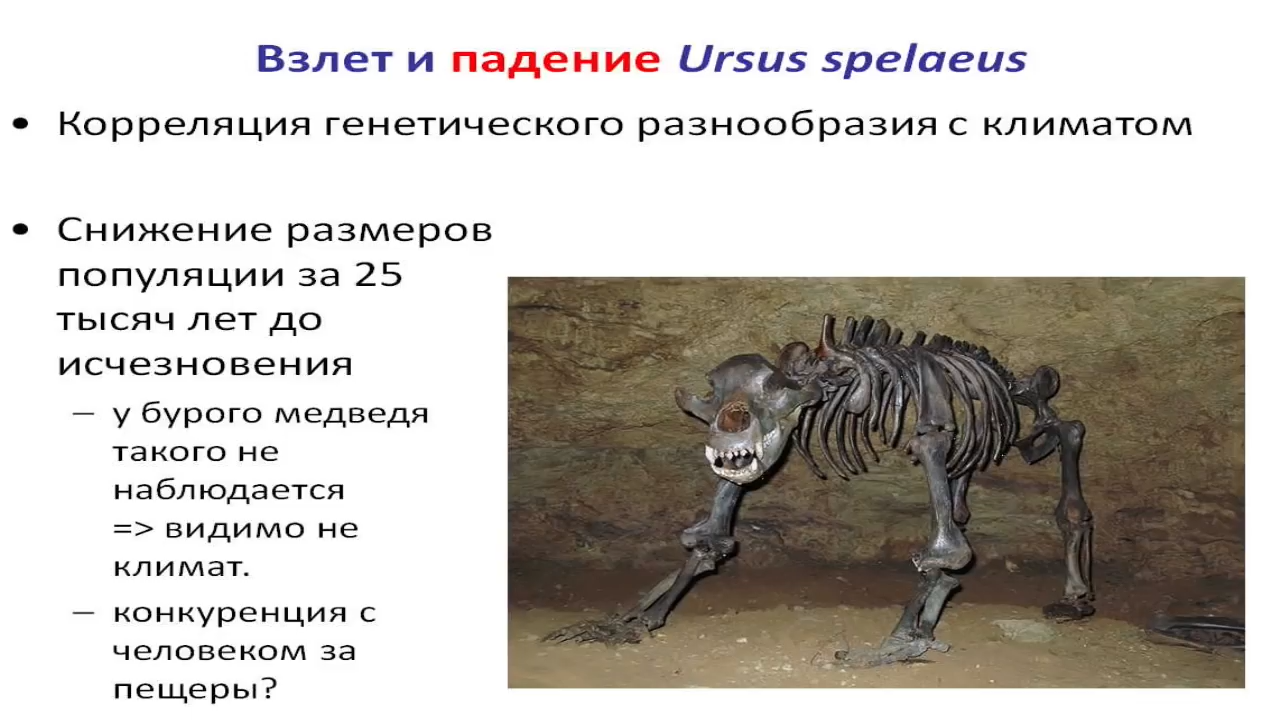 Взлет и падение Ursus spelaeus
• Корреляция генетического разнообразия с климатом
• Снижение размеров
популяции за 25
тысяч лет до
исчезновения
– у бурого медведя
такого не
наблюдается
=> видимо не
климат.
– конкуренция с
человеком за
пещеры?